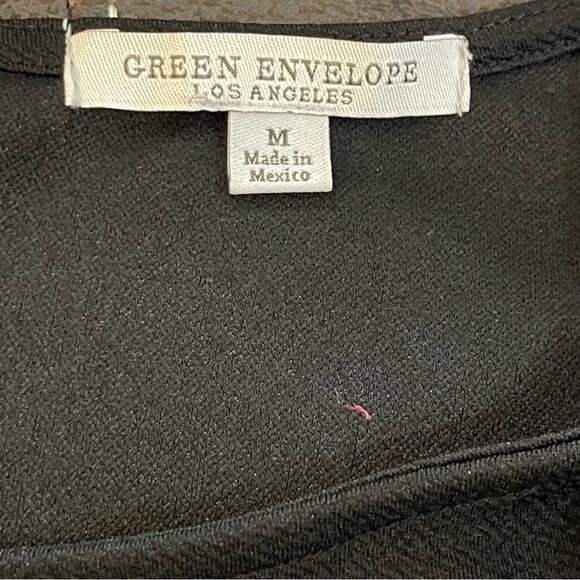 GREEN ENVELOPE
LOS ANGELES
M
Made in
Mexico